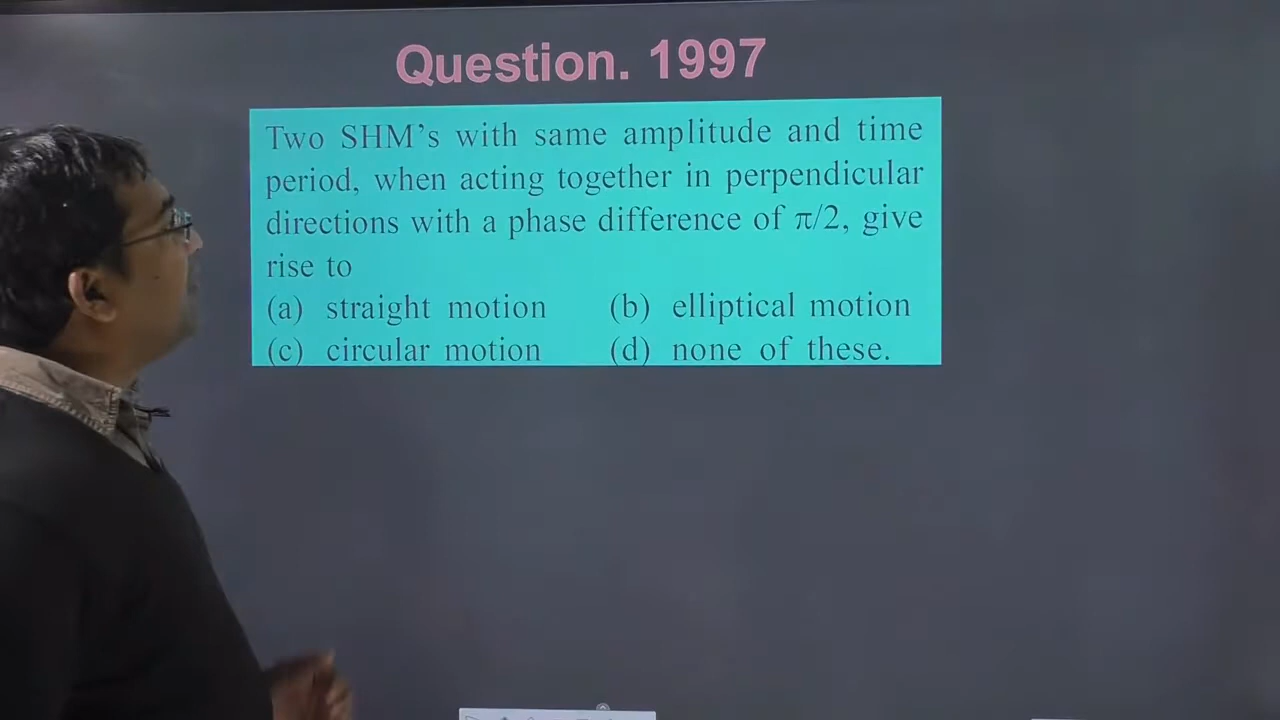 Question. 1997
Two SHM’s with same amplitude and time
period, when acting together in perpendicular
directions with a phase difference of π/2, give
rise to
(a) straight motion (b) elliptical motion
(c) circular motion (d) none of these.